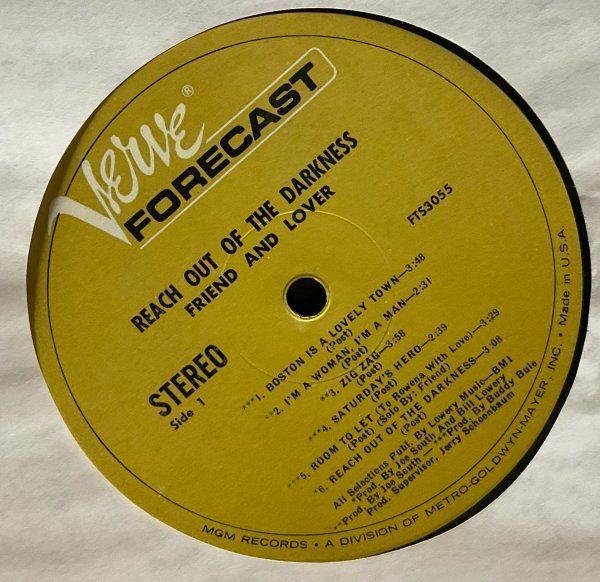 Verve®
FORECAST
REACH OUT OF THE DARKNESS
FRIEND AND LOVER
FTS3055
STEREO
Side 1
***1. BOSTON IS A LOVELY TOWN—3:48
(Post)
**2. I'M A WOMAN, I'M A MAN—2:31
(Post)
**3. ZIG ZAG—3:58
(Post)
***4. SATURDAY'S HERO—2:39
(Post)
***5. ROOM TO LET (To Rowena With Love)—3:29
(Post) (Solo By: Friend)
*6. REACH OUT OF THE DARKNESS—3:08
(Post)
All Selections Publ. By Lowery Music—BMI
*Prod. By Joe South And Bill Lowery
**Prod. By Joe South — ***Prod. By Buddy Buie
Prod. Supervisor, Jerry Schoenbaum
MGM RECORDS • A DIVISION OF METRO-GOLDWYN-MAYER, INC. • Made in U.S.A.